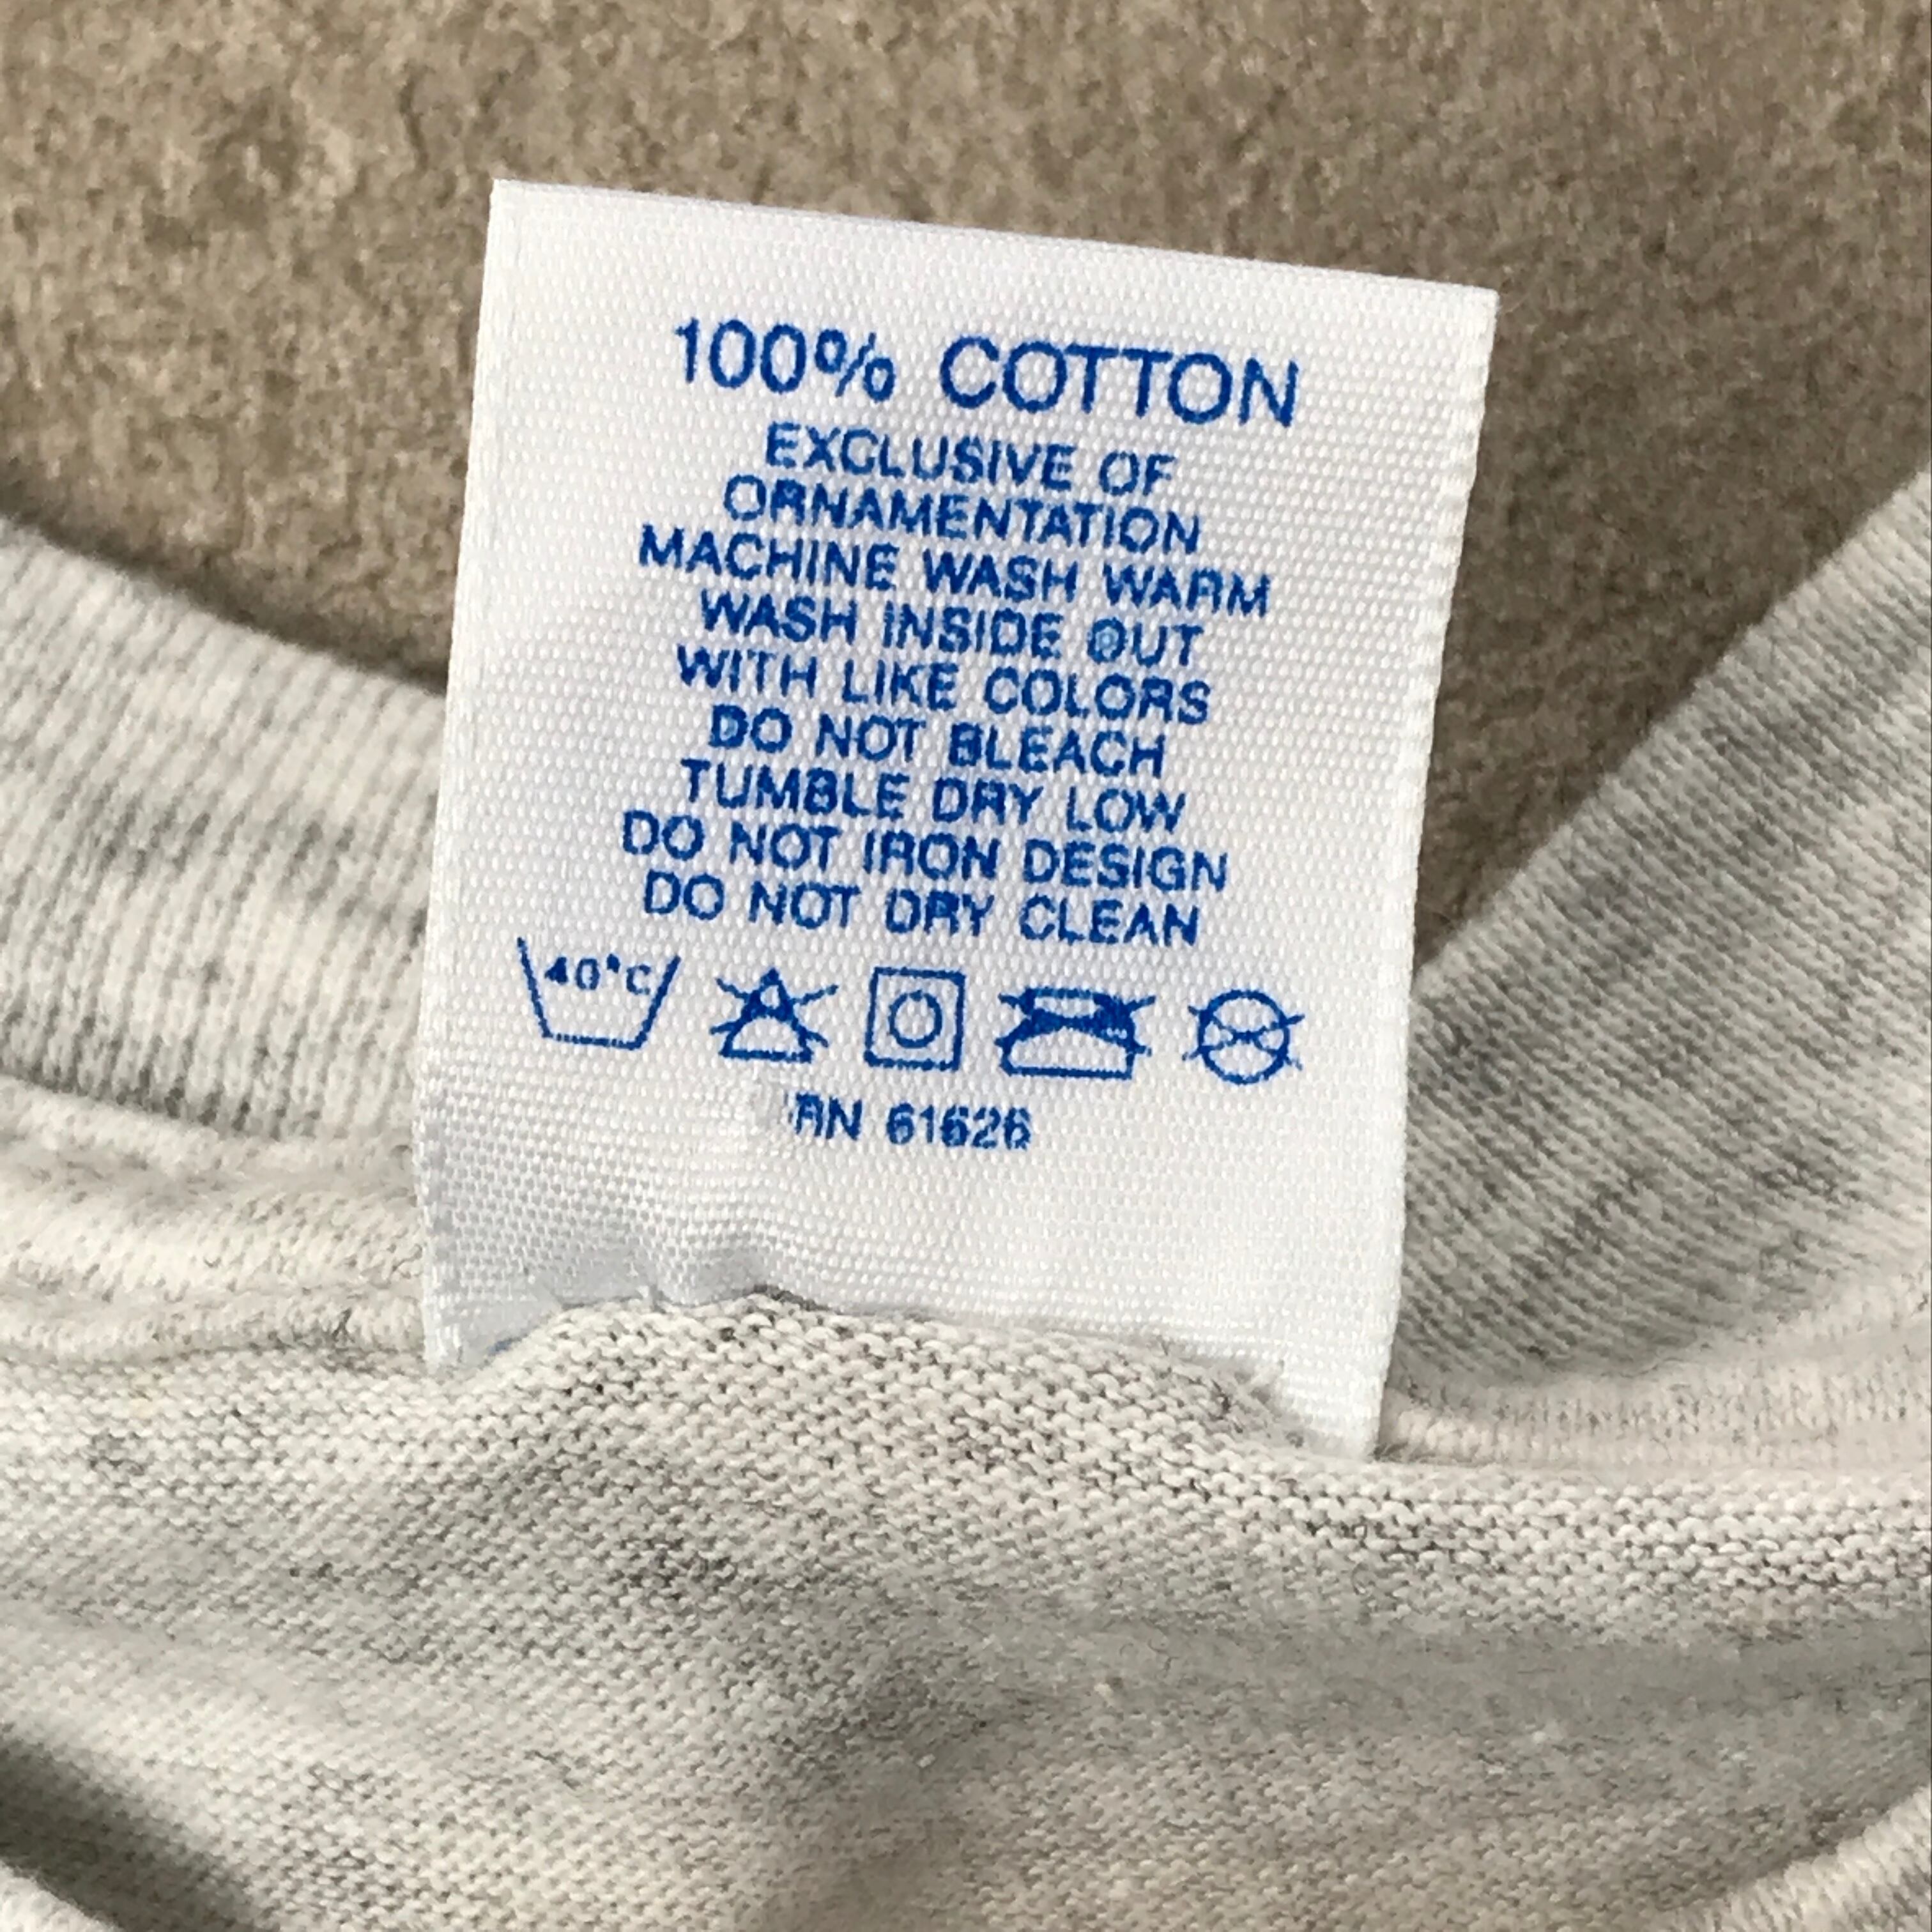 100% COTTON
EXCLUSIVE OF
ORNAMENTATION
MACHINE WASH WARM
WASH INSIDE OUT
WITH LIKE COLORS
DO NOT BLEACH
TUMBLE DRY LOW
DO NOT IRON DESIGN
DO NOT DRY CLEAN
40°C
RN 61626